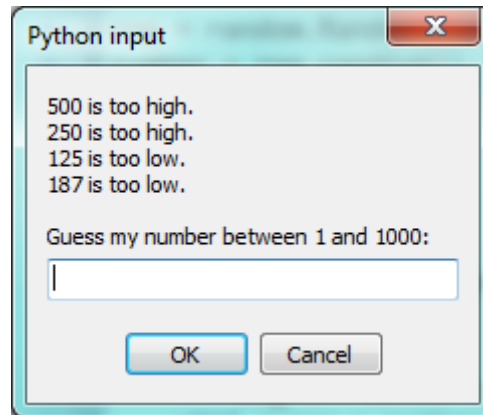 Python input
500 is too high.
250 is too high.
125 is too low.
187 is too low.
Guess my number between 1 and 1000:
OK
Cancel